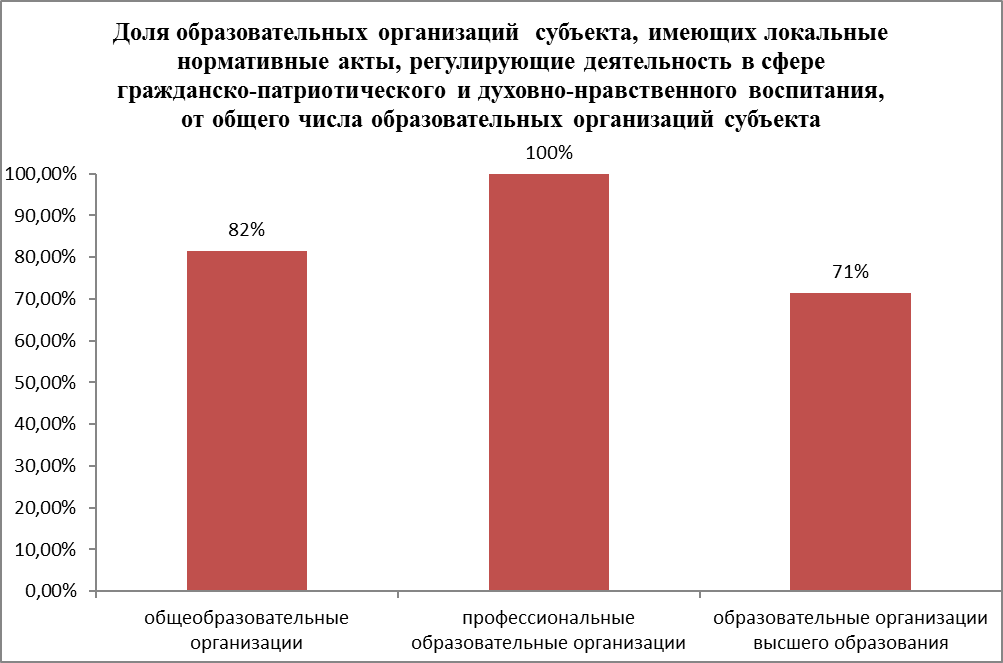 Доля образовательных организаций субъекта, имеющих локальные
нормативные акты, регулирующие деятельность в сфере
гражданско-патриотического и духовно-нравственного воспитания,
от общего числа образовательных организаций субъекта
100,00%
90,00%
80,00%
70,00%
60,00%
50,00%
40,00%
30,00%
20,00%
10,00%
0,00%
82%
100%
71%
общеобразовательные
организации
профессиональные
образовательные организации
образовательные организации
высшего образования